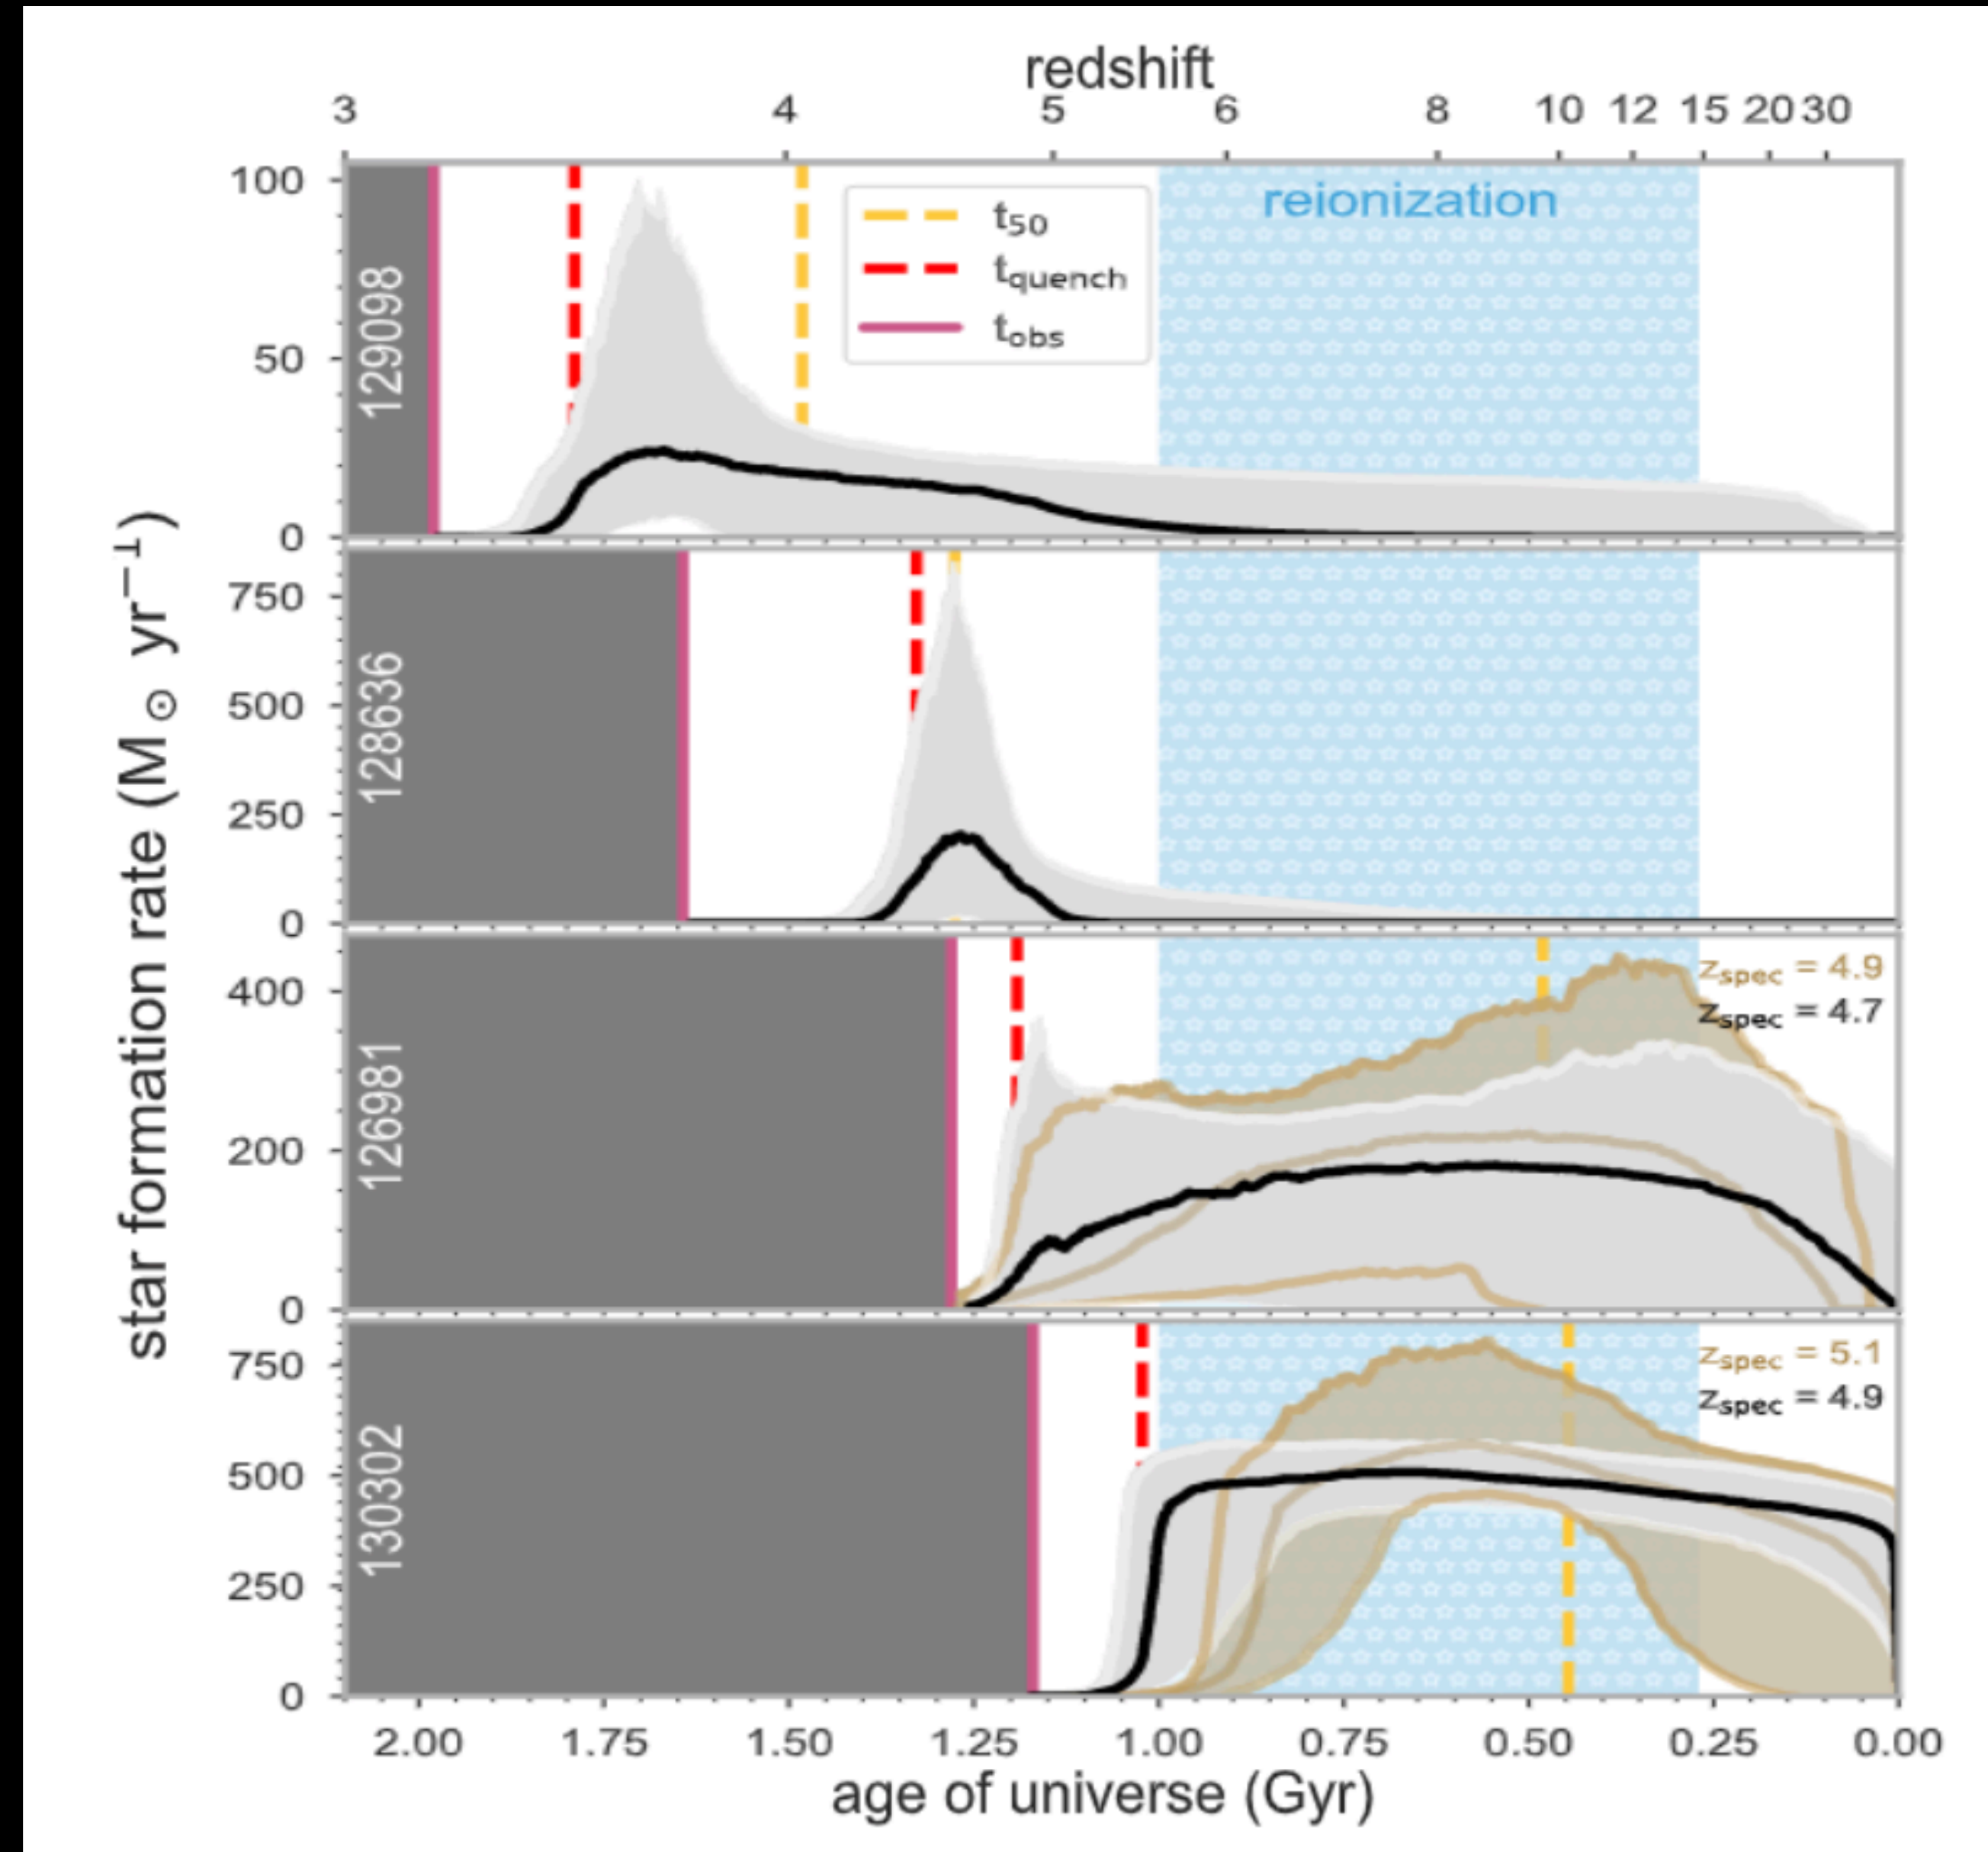 redshift
3 4 5 6 8 10 12 15 20 30
star formation rate (M⊙ yr⁻¹)
129098
100
50
0
reionization
t50
tquench
tobs
128636
750
500
250
0
126981
400
200
0
zspec = 4.9
zspec = 4.7
130302
750
500
250
0
zspec = 5.1
zspec = 4.9
2.00 1.75 1.50 1.25 1.00 0.75 0.50 0.25 0.00
age of universe (Gyr)